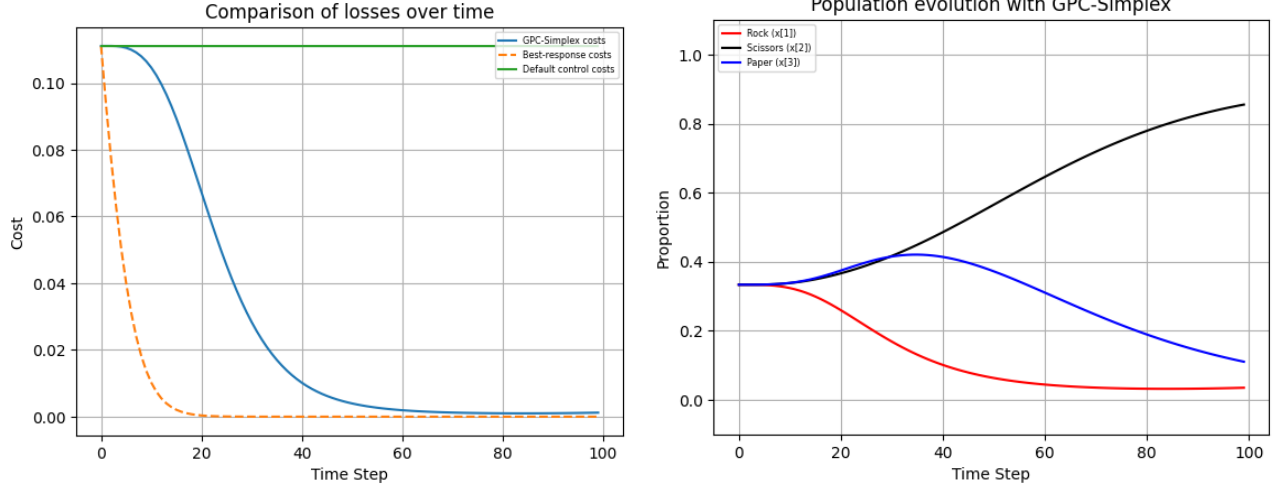 Comparison of losses over time
GPC-Simplex costs
Best-response costs
Default control costs
0.10
0.08
0.06
0.04
0.02
0.00
Cost
0
20
40
60
80
100
Time Step
Population evolution with GPC-Simplex
Rock (x[1])
Scissors (x[2])
Paper (x[3])
1.0
0.8
0.6
0.4
0.2
0.0
Proportion
0
20
40
60
80
100
Time Step